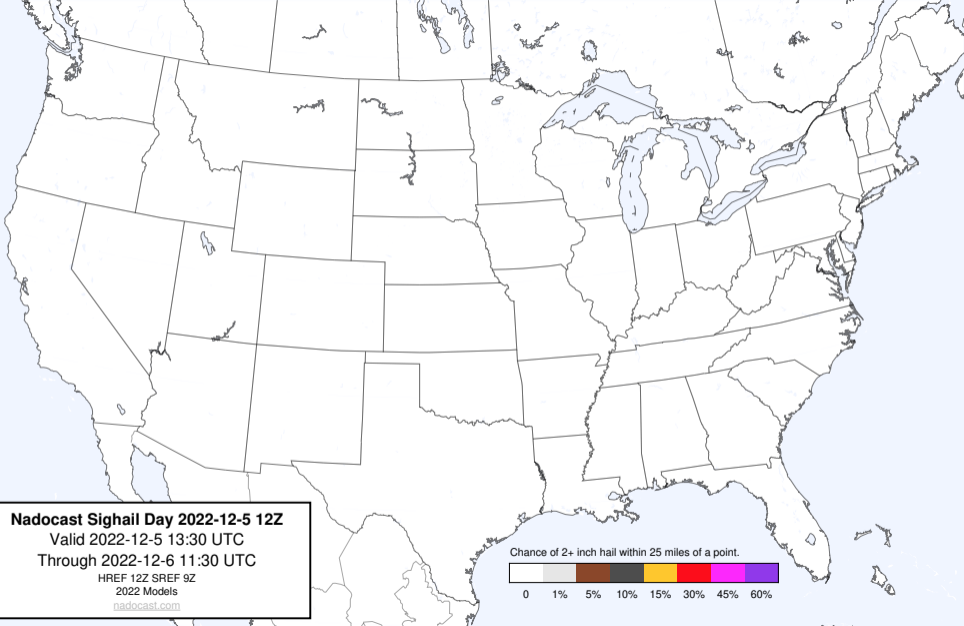 Nadocast Sighail Day 2022-12-5 12Z
Valid 2022-12-5 13:30 UTC
Through 2022-12-6 11:30 UTC
HREF 12Z SREF 9Z
2022 Models
nadocast.com
Chance of 2+ inch hail within 25 miles of a point.
0 1% 5% 10% 15% 30% 45% 60%